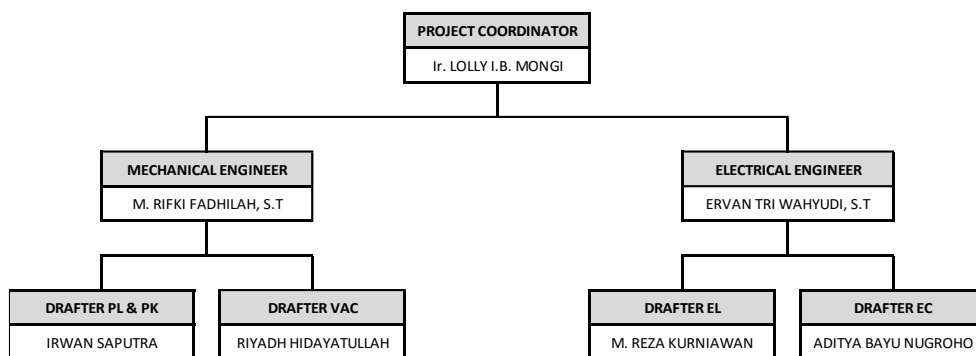 PROJECT COORDINATOR
Ir. LOLLY I.B. MONGI
MECHANICAL ENGINEER
M. RIFKI FADHILAH, S.T
ELECTRICAL ENGINEER
ERVAN TRI WAHYUDI, S.T
DRAFTER PL & PK
IRWAN SAPUTRA
DRAFTER VAC
RIYADH HIDAYATULLAH
DRAFTER EL
M. REZA KURNIAWAN
DRAFTER EC
ADITYA BAYU NUGROHO